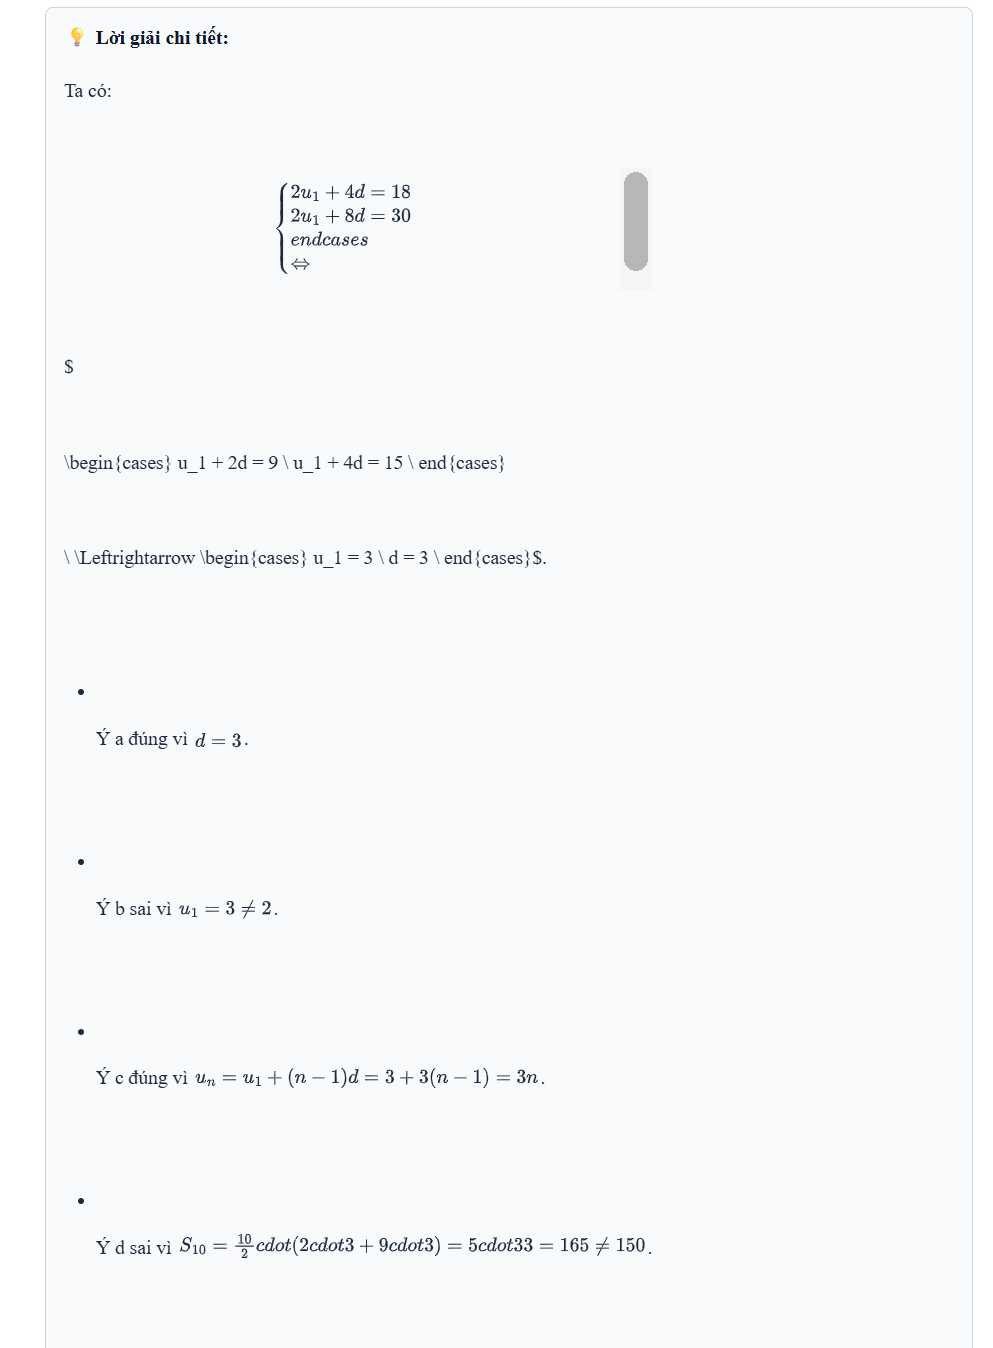 💡 Lời giải chi tiết:
Ta có:
{2u₁ + 4d = 18
2u₁ + 8d = 30
endcases
⇔
$
\begin{cases} u_1 + 2d = 9 \ u_1 + 4d = 15 \ end{cases}
\ \Leftrightarrow \begin{cases} u_1 = 3 \ d = 3 \ end{cases}$.
•
Ý a đúng vì d = 3.
•
Ý b sai vì u₁ = 3 ≠ 2.
•
Ý c đúng vì uₙ = u₁ + (n − 1)d = 3 + 3(n − 1) = 3n.
•
Ý d sai vì S₁₀ = 10/2 cdot(2cdot3 + 9cdot3) = 5cdot33 = 165 ≠ 150.